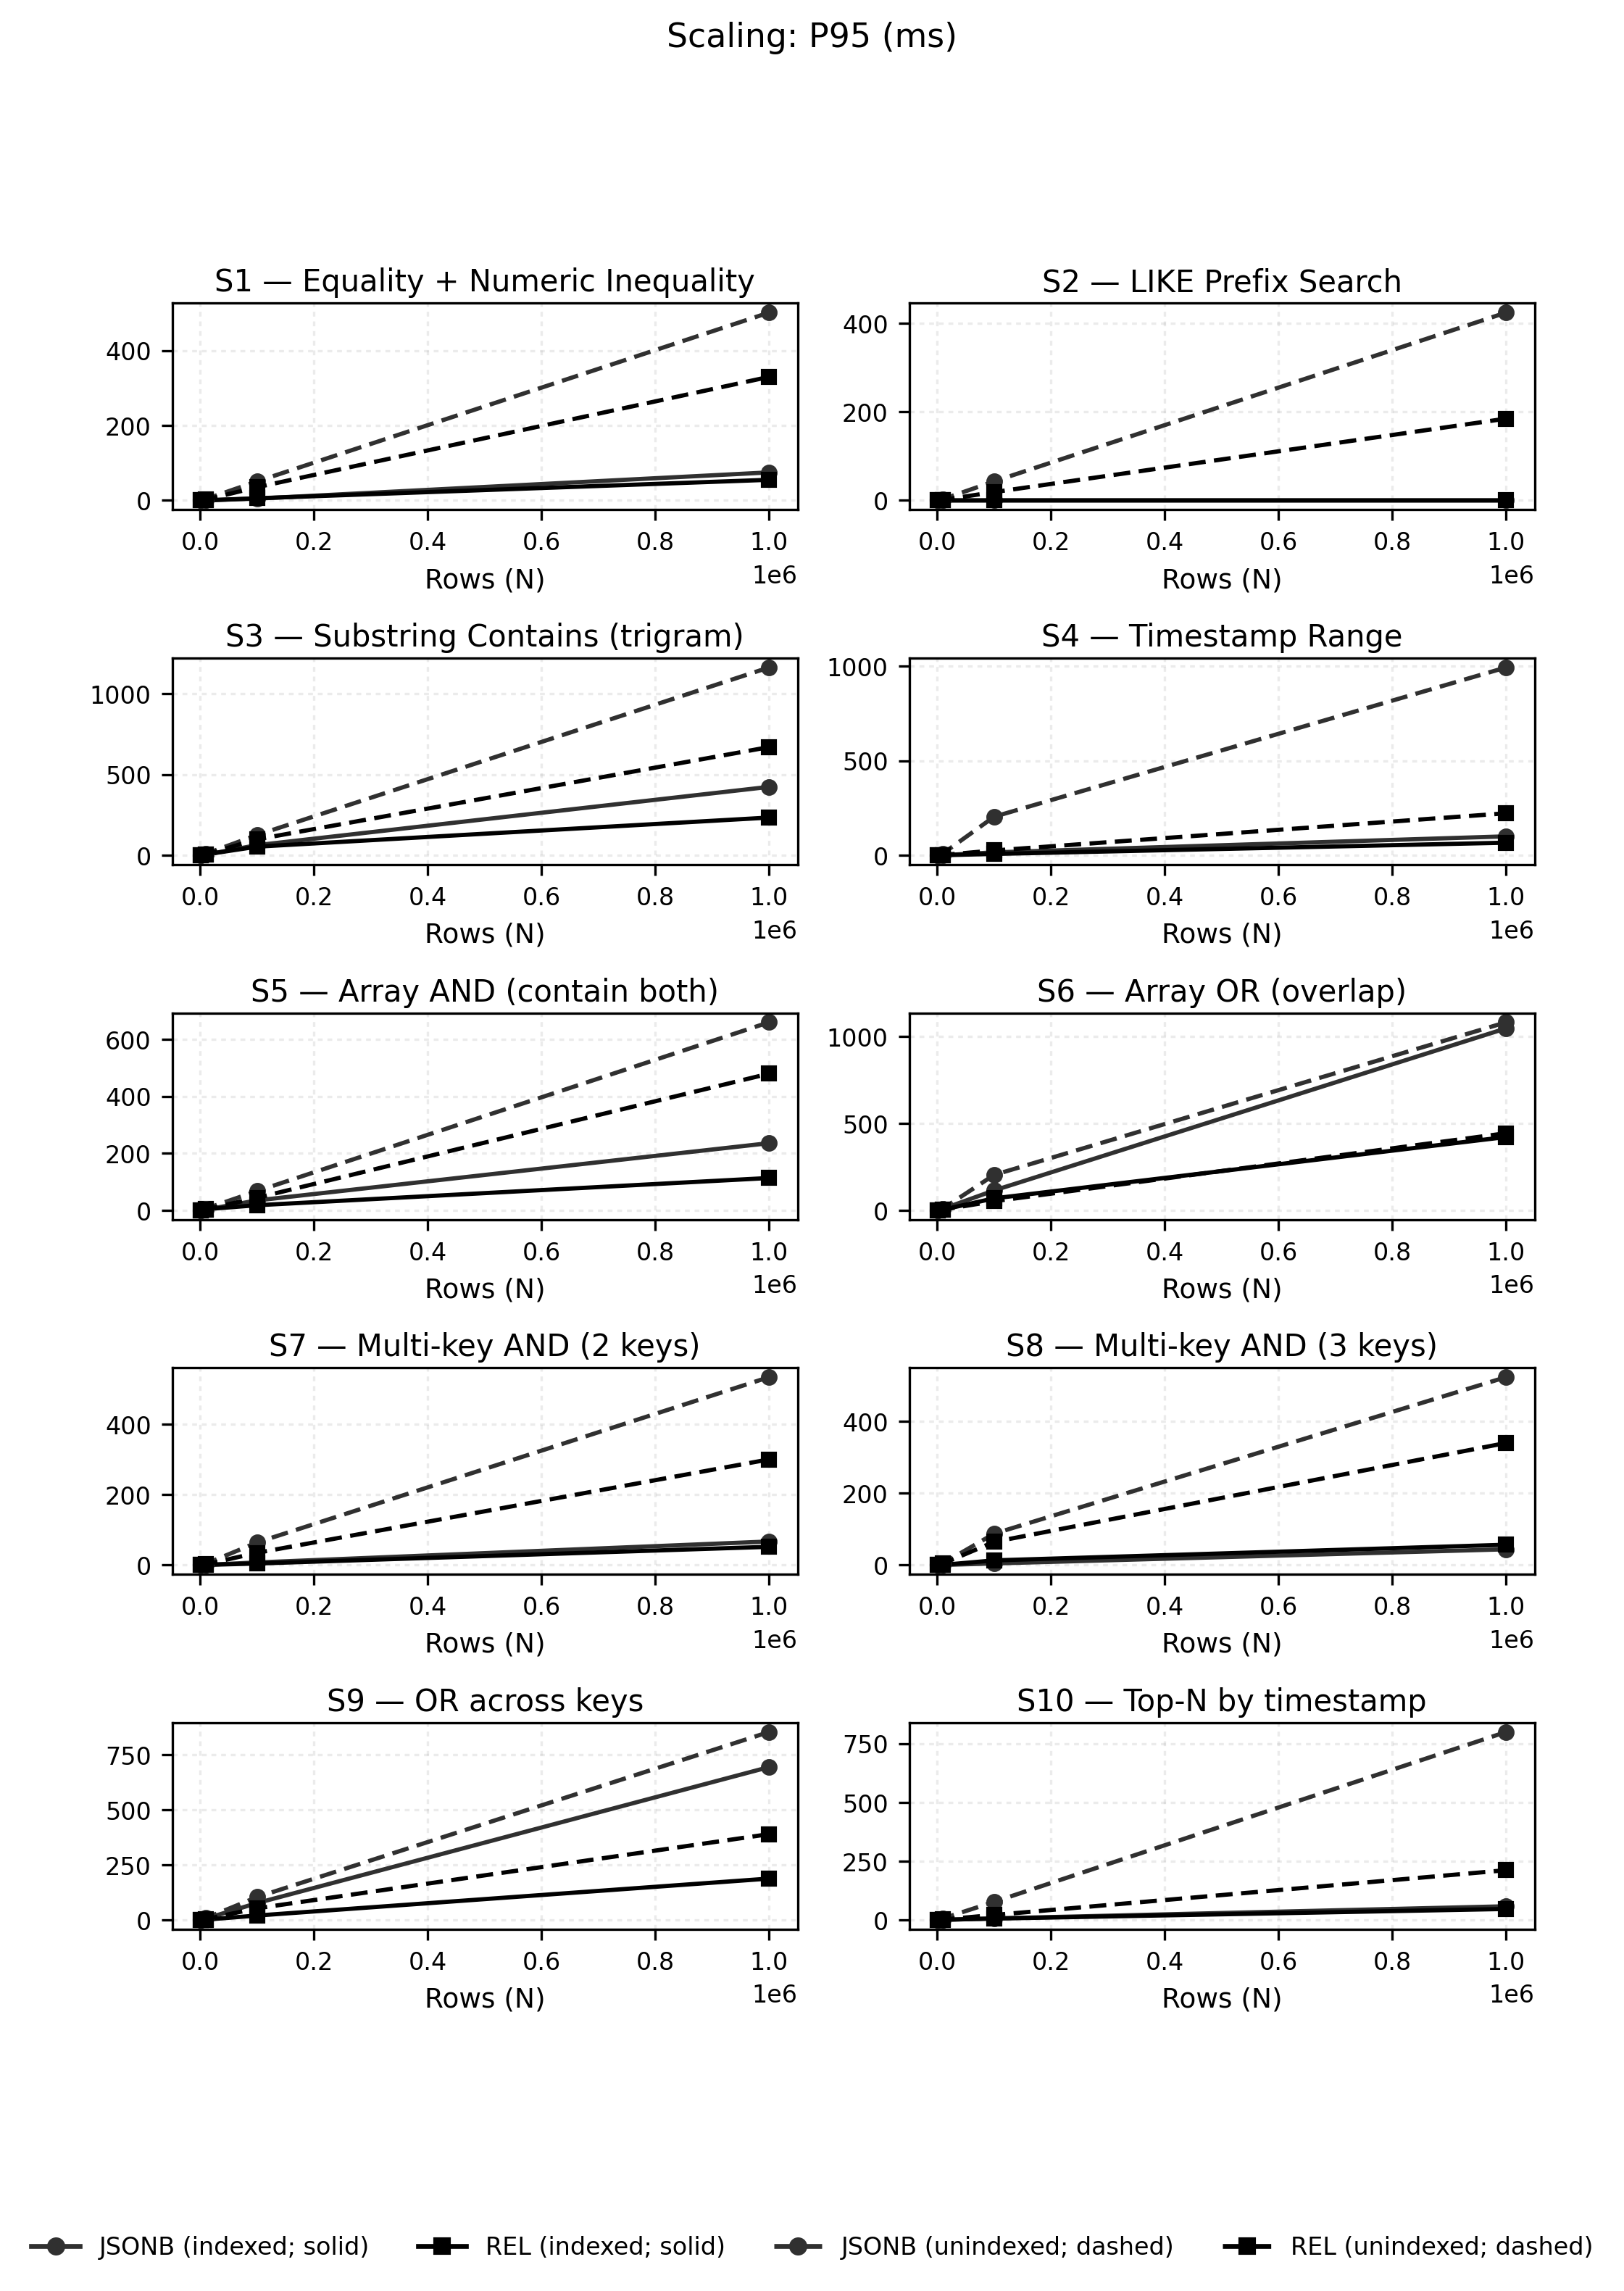 Scaling: P95 (ms)
S1 — Equality + Numeric Inequality
400
200
0
0.0 0.2 0.4 0.6 0.8 1.0
1e6
Rows (N)
S2 — LIKE Prefix Search
400
200
0
0.0 0.2 0.4 0.6 0.8 1.0
1e6
Rows (N)
S3 — Substring Contains (trigram)
1000
500
0
0.0 0.2 0.4 0.6 0.8 1.0
1e6
Rows (N)
S4 — Timestamp Range
1000
500
0
0.0 0.2 0.4 0.6 0.8 1.0
1e6
Rows (N)
S5 — Array AND (contain both)
600
400
200
0
0.0 0.2 0.4 0.6 0.8 1.0
1e6
Rows (N)
S6 — Array OR (overlap)
1000
500
0
0.0 0.2 0.4 0.6 0.8 1.0
1e6
Rows (N)
S7 — Multi-key AND (2 keys)
400
200
0
0.0 0.2 0.4 0.6 0.8 1.0
1e6
Rows (N)
S8 — Multi-key AND (3 keys)
400
200
0
0.0 0.2 0.4 0.6 0.8 1.0
1e6
Rows (N)
S9 — OR across keys
750
500
250
0
0.0 0.2 0.4 0.6 0.8 1.0
1e6
Rows (N)
S10 — Top-N by timestamp
750
500
250
0
0.0 0.2 0.4 0.6 0.8 1.0
1e6
Rows (N)
JSONB (indexed; solid) REL (indexed; solid) JSONB (unindexed; dashed) REL (unindexed; dashed)